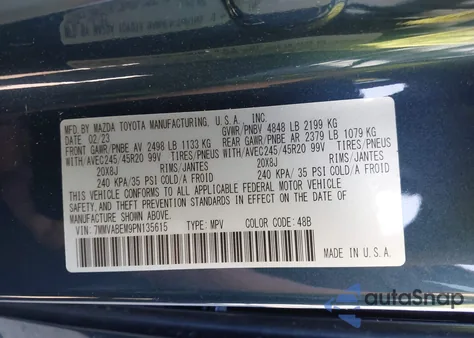 MFD. BY MAZDA TOYOTA MANUFACTURING. U.S.A., INC.
DATE 02/23 GVWR/PNBV 4848 LB 2199 KG
FRONT GAWR/PNBE AV 2498 LB 1133 KG REAR GAWR/PNBE AR 2379 LB 1079 KG
WITH/AVEC245/45R20 99V TIRES/PNEUS WITH/AVEC245/45R20 99V TIRES/PNEUS
20X8J RIMS/JANTES 20X8J RIMS/JANTES
240 KPA/35 PSI COLD/A FROID 240 KPA/35 PSI COLD/A FROID
THIS VEHICLE CONFORMS TO ALL APPLICABLE FEDERAL MOTOR VEHICLE
SAFETY, THEFT PREVENTION STANDARDS IN EFFECT ON THE DATE OF
MANUFACTURE SHOWN ABOVE.
VIN: 7MMVABEM9PN135615 TYPE: MPV COLOR CODE: 48B
MADE IN U.S.A.
autoSnap